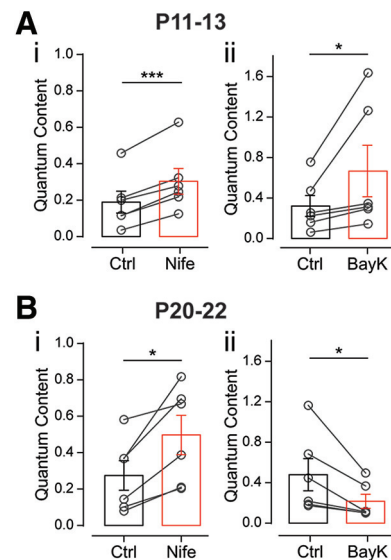 A P11-13
i ii
*** *
Quantum Content Quantum Content
1.0 1.6
0.8 1.2
0.6 0.8
0.4 0.4
0.2 0.0
0.0
Ctrl Nife Ctrl BayK
B P20-22
i ii
* *
Quantum Content Quantum Content
1.0 1.6
0.8 1.2
0.6 0.8
0.4 0.4
0.2 0.0
0.0
Ctrl Nife Ctrl BayK